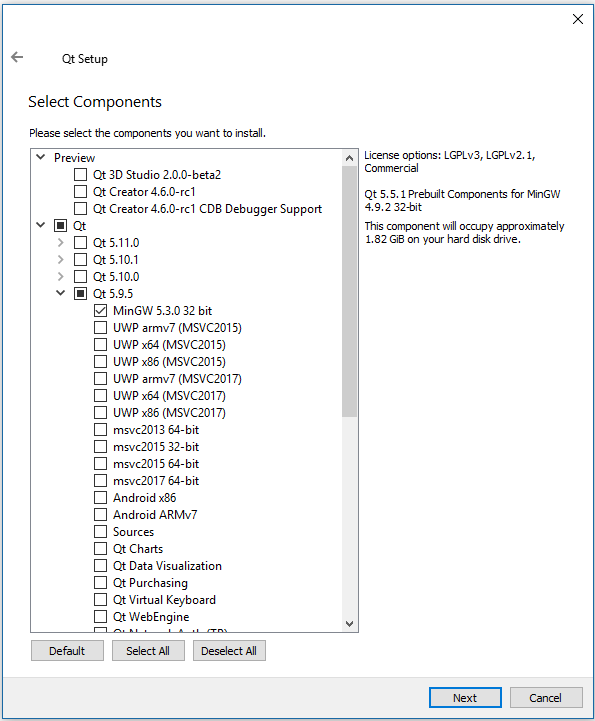 Qt Setup
Select Components
Please select the components you want to install.
Preview
Qt 3D Studio 2.0.0-beta2
Qt Creator 4.6.0-rc1
Qt Creator 4.6.0-rc1 CDB Debugger Support
Qt
Qt 5.11.0
Qt 5.10.1
Qt 5.10.0
Qt 5.9.5
MinGW 5.3.0 32 bit
UWP armv7 (MSVC2015)
UWP x64 (MSVC2015)
UWP x86 (MSVC2015)
UWP armv7 (MSVC2017)
UWP x64 (MSVC2017)
UWP x86 (MSVC2017)
msvc2013 64-bit
msvc2015 32-bit
msvc2015 64-bit
msvc2017 64-bit
Android x86
Android ARMv7
Sources
Qt Charts
Qt Data Visualization
Qt Purchasing
Qt Virtual Keyboard
Qt WebEngine
Qt Network Auth (TP)
License options: LGPLv3, LGPLv2.1,
Commercial
Qt 5.5.1 Prebuilt Components for MinGW
4.9.2 32-bit
This component will occupy approximately
1.82 GiB on your hard disk drive.
Default
Select All
Deselect All
Next
Cancel